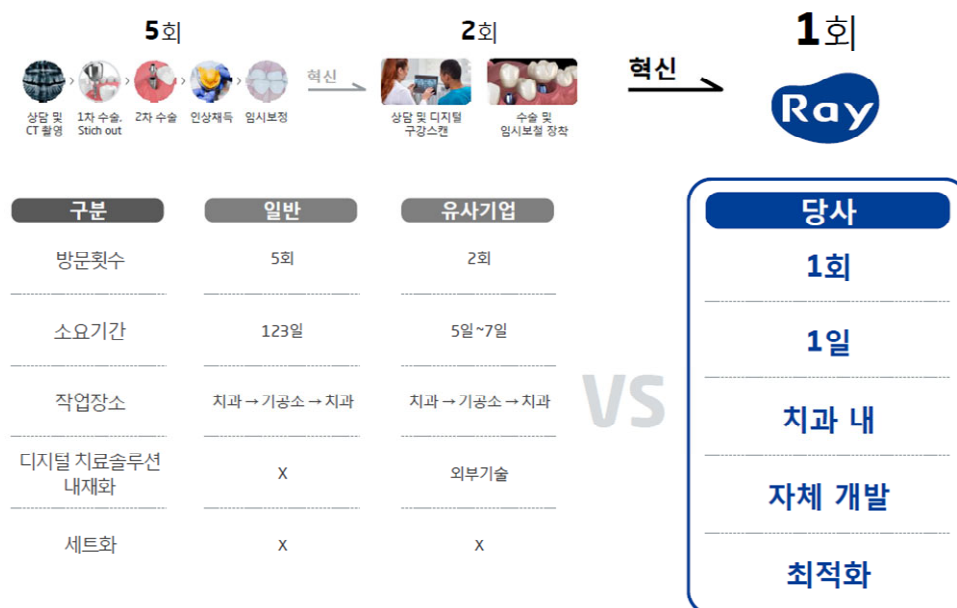 5회
2회
1회
혁신
혁신
Ray
상담 및
CT 촬영
1차 수술.
Stich out
2차 수술
인상채득
임시보정
상담 및 디지털
구강스캔
수술 및
임시보철 장착
구분
일반
유사기업
당사
방문횟수
5회
2회
1회
소요기간
123일
5일~7일
1일
작업장소
치과→기공소→치과
치과→기공소→치과
치과 내
VS
디지털 치료솔루션
내재화
X
외부기술
자체 개발
세트화
X
X
최적화